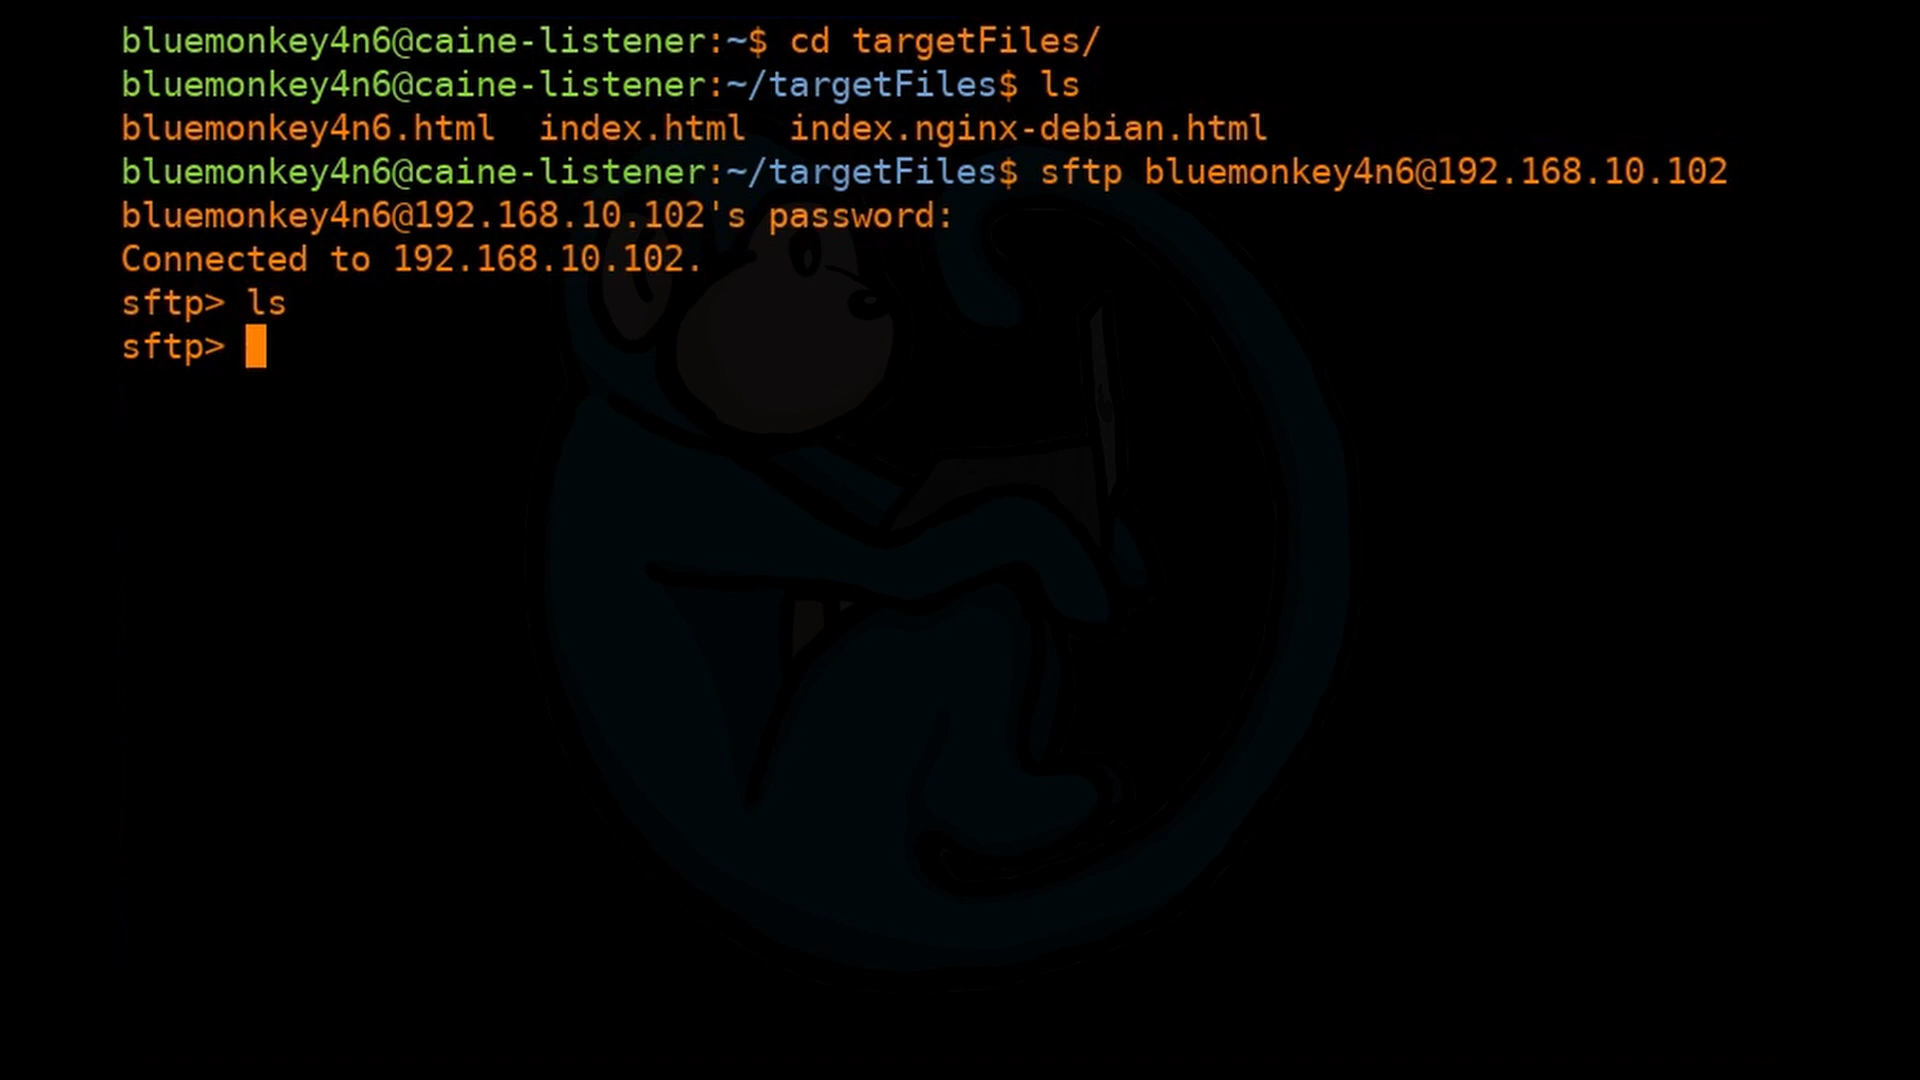 bluemonkey4n6@caine-listener:~$ cd targetFiles/
bluemonkey4n6@caine-listener:~/targetFiles$ ls
bluemonkey4n6.html  index.html  index.nginx-debian.html
bluemonkey4n6@caine-listener:~/targetFiles$ sftp bluemonkey4n6@192.168.10.102
bluemonkey4n6@192.168.10.102's password:
Connected to 192.168.10.102.
sftp> ls
sftp>